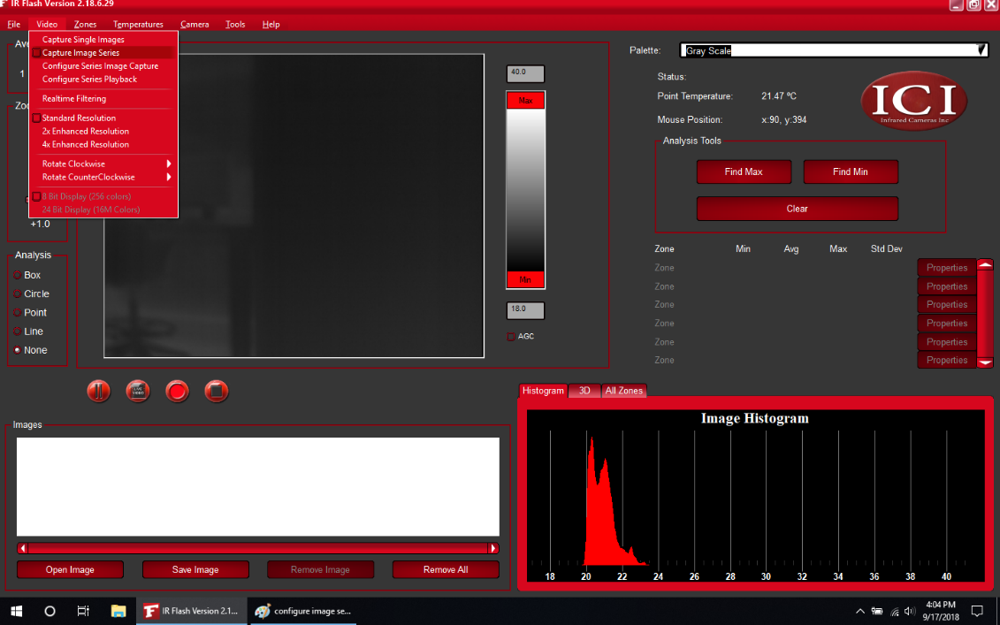 IR Flash Version 2.18.6.29
File Video Zones Temperatures Camera Tools Help
Capture Single Images
Capture Image Series
Configure Series Image Capture
Configure Series Playback
Realtime Filtering
Standard Resolution
2x Enhanced Resolution
4x Enhanced Resolution
Rotate Clockwise
Rotate CounterClockwise
8 Bit Display (256 colors)
24 Bit Display (16M Colors)
Ave
1
Zoo
+1.0
Analysis
Box
Circle
Point
Line
None
40.0
Max
Min
18.0
AGC
Palette: Gray Scale
Status:
Point Temperature: 21.47 ºC
Mouse Position: x:90, y:394
ICI
Infrared Cameras Inc
Analysis Tools
Find Max Find Min
Clear
Zone Min Avg Max Std Dev
Zone Properties
Zone Properties
Zone Properties
Zone Properties
Zone Properties
Zone Properties
LIVE
VIDEO
Images
Open Image Save Image Remove Image Remove All
Histogram 3D All Zones
Image Histogram
18 20 22 24 26 28 30 32 34 36 38 40
IR Flash Version 2.1... configure image se...
4:04 PM
9/17/2018